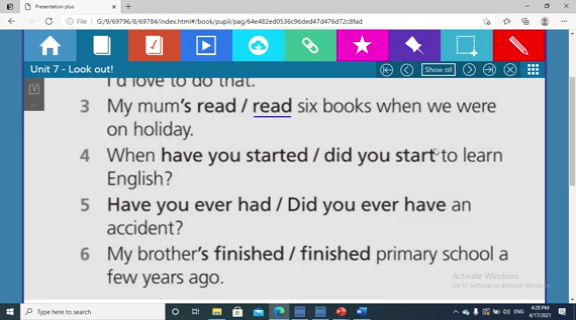 Presentation plus
File | G:/9/69796/8/69784/index.html#/book/pupil/pag/64e482ed0536c96ded47d476d72c8fad
Unit 7 - Look out!
Show all
I'd love to do that.
3 My mum's read / read six books when we were
on holiday.
4 When have you started / did you start to learn
English?
5 Have you ever had / Did you ever have an
accident?
6 My brother's finished / finished primary school a
few years ago.
Activate Windows
Go to Settings to activate Windows.
Type here to search
4:28 PM
4/17/2021